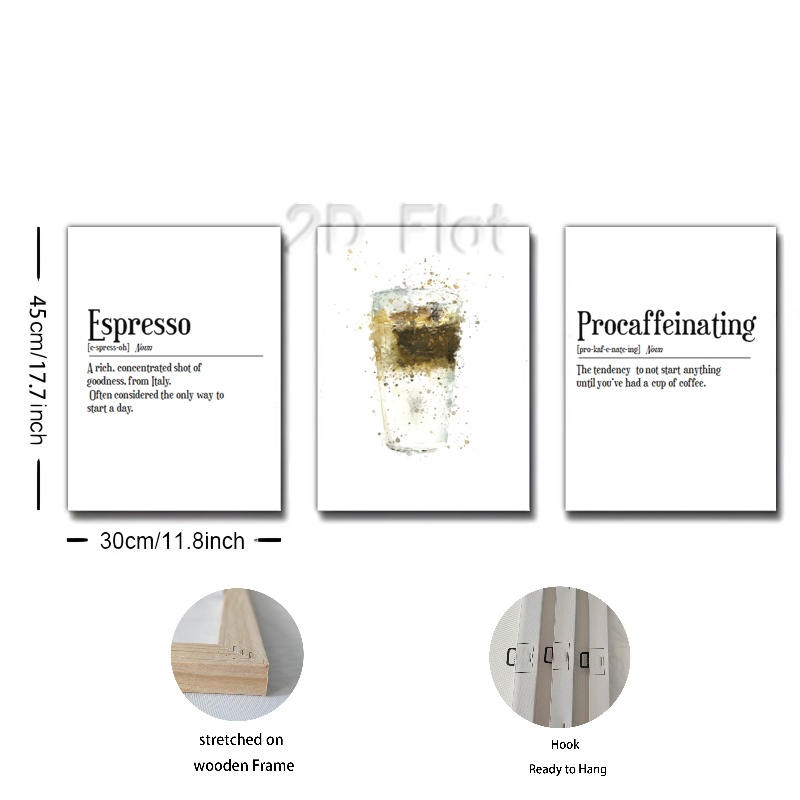 2D Flat
45cm/17.7inch
Espresso
[e-spress-oh] Noun
A rich, concentrated shot of
goodness, from Italy.
Often considered the only way to
start a day.
Procaffeinating
[pro-kaf-e-nate-ing] Noun
The tendency to not start anything
until you've had a cup of coffee.
30cm/11.8inch
stretched on
wooden Frame
Hook
Ready to Hang